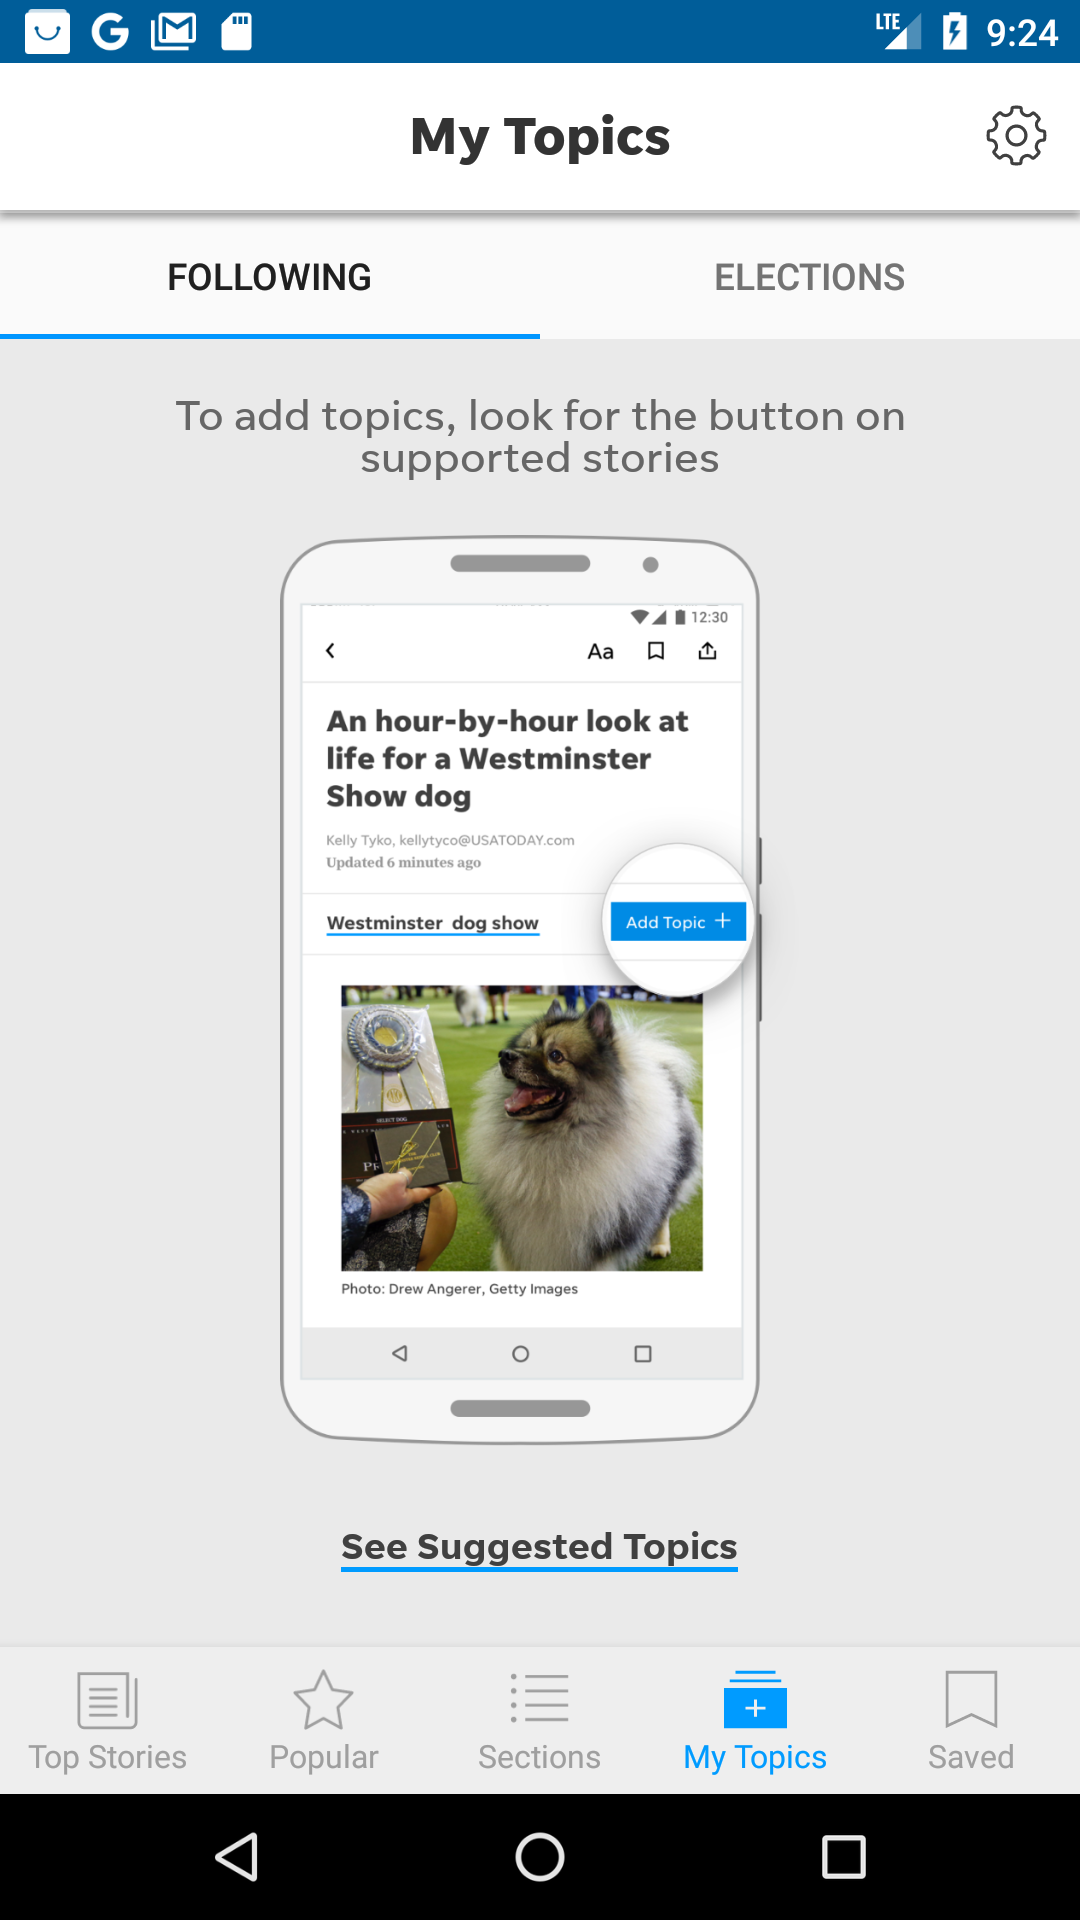 LTE 9:24
My Topics
FOLLOWING ELECTIONS
To add topics, look for the button on
supported stories
12:30
Aa
An hour-by-hour look at
life for a Westminster
Show dog
Kelly Tyko, kellytyco@USATODAY.com
Updated 6 minutes ago
Westminster dog show
Add Topic +
SELECT DOG
Photo: Drew Angerer, Getty Images
See Suggested Topics
Top Stories Popular Sections My Topics Saved